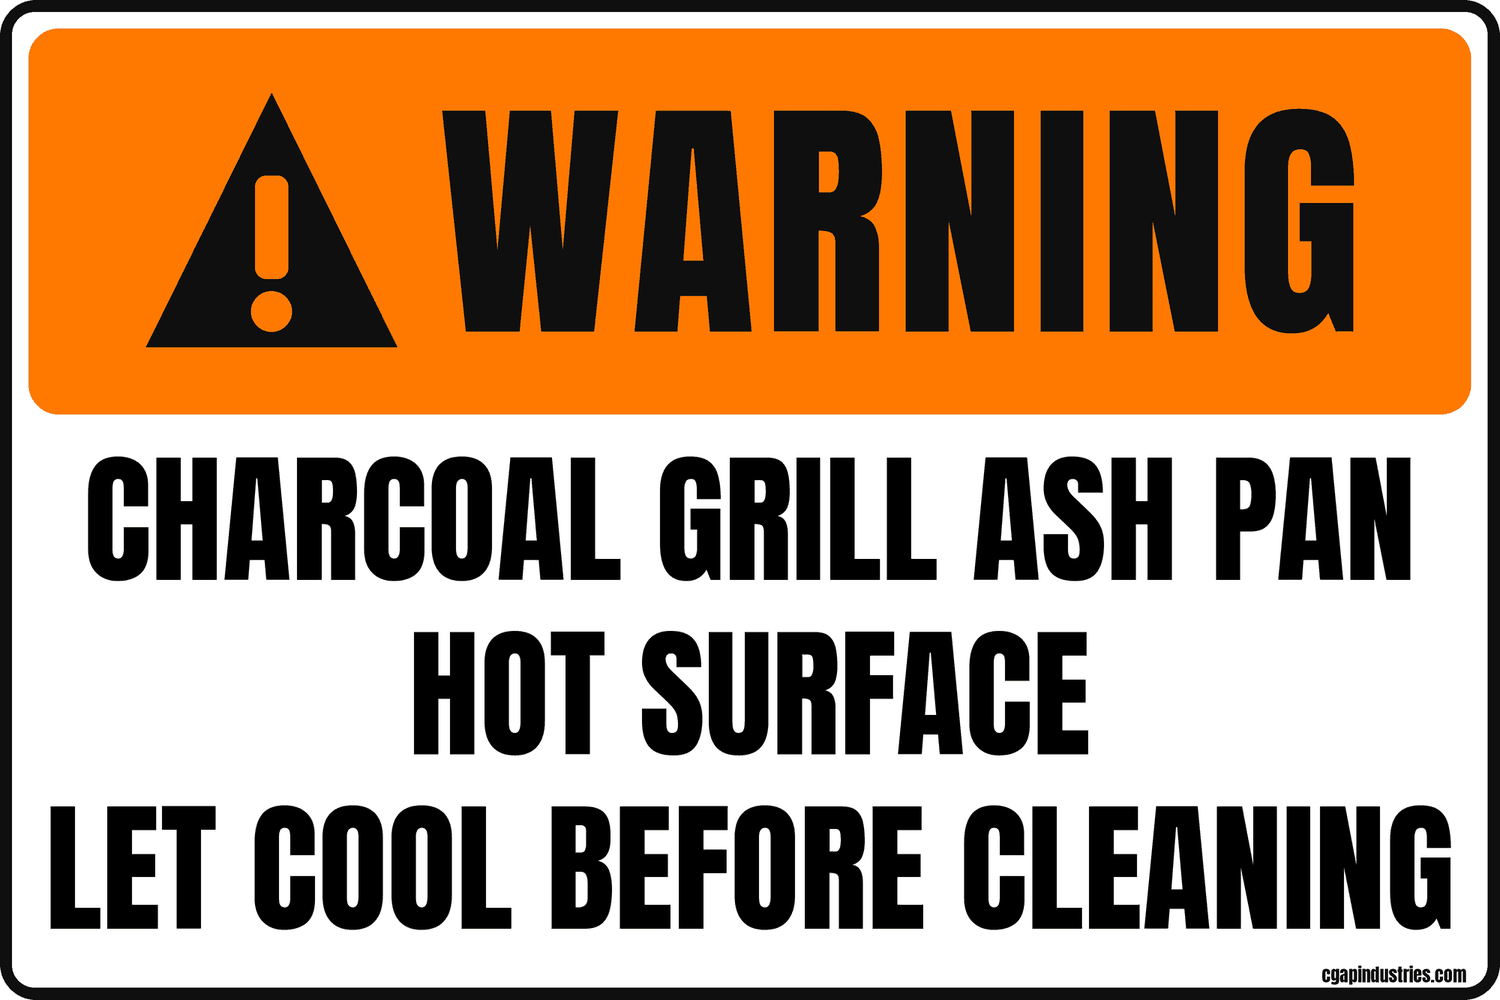 WARNING
CHARCOAL GRILL ASH PAN
HOT SURFACE
LET COOL BEFORE CLEANING
cgapindustries.com